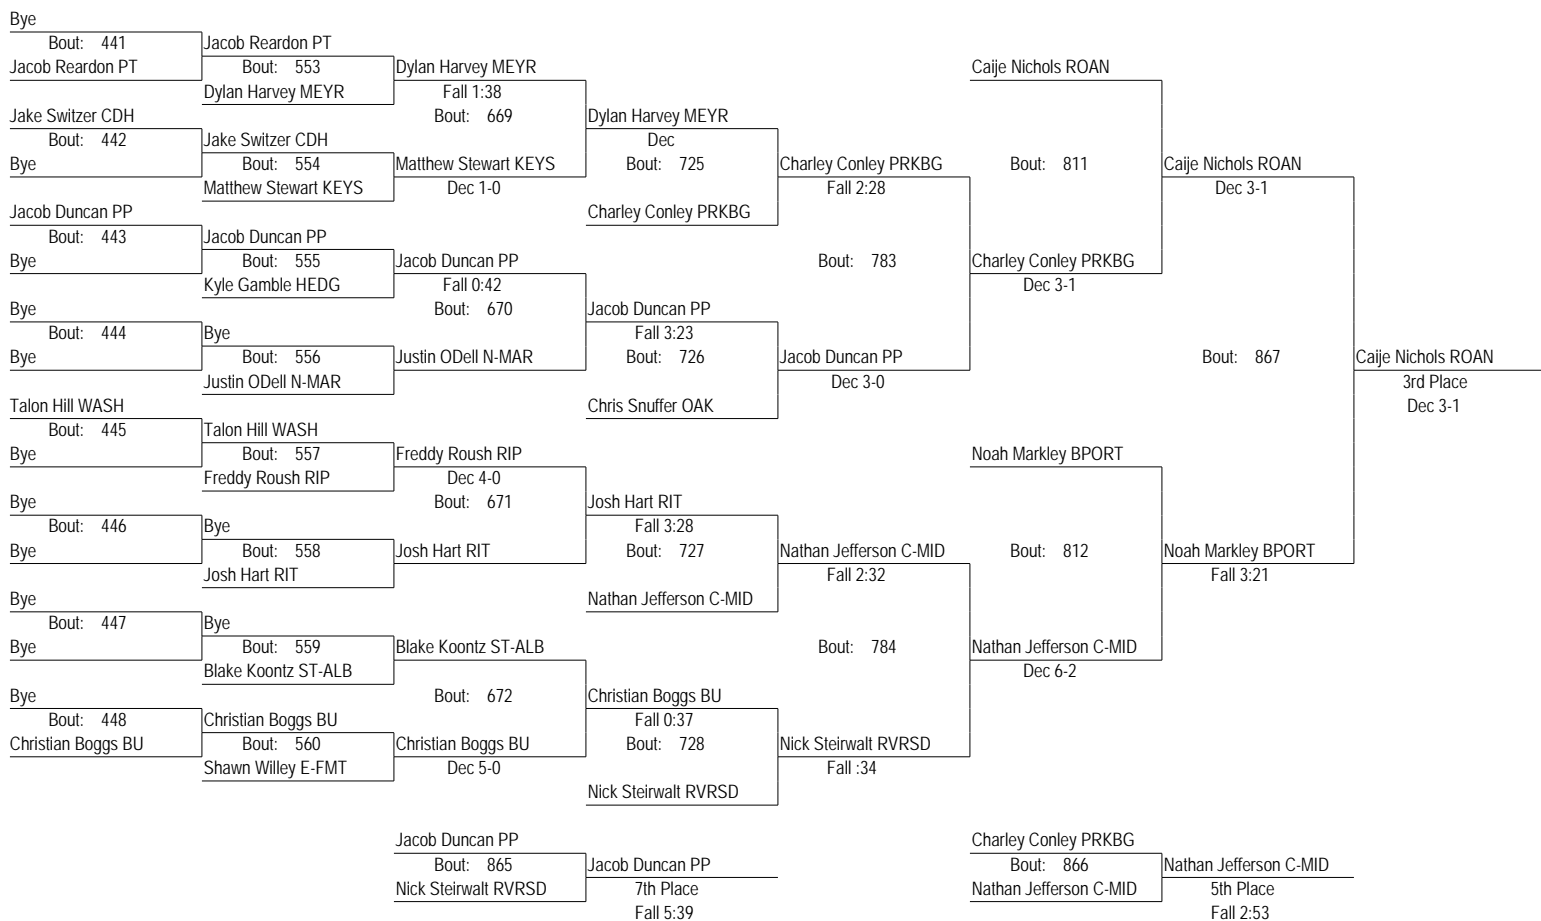 Bye
Bout: 441
Jacob Reardon PT
Jake Switzer CDH
Bout: 442
Bye
Jacob Duncan PP
Bout: 443
Bye
Bye
Bout: 444
Bye
Talon Hill WASH
Bout: 445
Bye
Bye
Bout: 446
Bye
Bye
Bout: 447
Bye
Bye
Bout: 448
Christian Boggs BU
Jacob Reardon PT
Bout: 553
Dylan Harvey MEYR
Jake Switzer CDH
Bout: 554
Matthew Stewart KEYS
Jacob Duncan PP
Bout: 555
Kyle Gamble HEDG
Bye
Bout: 556
Justin ODell N-MAR
Talon Hill WASH
Bout: 557
Freddy Roush RIP
Bye
Bout: 558
Josh Hart RIT
Bye
Bout: 559
Blake Koontz ST-ALB
Christian Boggs BU
Bout: 560
Shawn Willey E-FMT
Dylan Harvey MEYR
Fall 1:38
Bout: 669
Matthew Stewart KEYS
Dec 1-0
Jacob Duncan PP
Fall 0:42
Bout: 670
Justin ODell N-MAR
Freddy Roush RIP
Dec 4-0
Bout: 671
Josh Hart RIT
Blake Koontz ST-ALB
Bout: 672
Christian Boggs BU
Dec 5-0
Dylan Harvey MEYR
Dec
Bout: 725
Charley Conley PRKBG
Jacob Duncan PP
Fall 3:23
Bout: 726
Chris Snuffer OAK
Josh Hart RIT
Fall 3:28
Bout: 727
Nathan Jefferson C-MID
Christian Boggs BU
Fall 0:37
Bout: 728
Nick Steirwalt RVRSD
Charley Conley PRKBG
Fall 2:28
Bout: 783
Jacob Duncan PP
Dec 3-0
Nathan Jefferson C-MID
Fall 2:32
Bout: 784
Nick Steirwalt RVRSD
Fall :34
Caije Nichols ROAN
Bout: 811
Charley Conley PRKBG
Dec 3-1
Noah Markley BPORT
Bout: 812
Nathan Jefferson C-MID
Dec 6-2
Caije Nichols ROAN
Dec 3-1
Bout: 867
Noah Markley BPORT
Fall 3:21
Caije Nichols ROAN
3rd Place
Dec 3-1
Jacob Duncan PP
Bout: 865
Nick Steirwalt RVRSD
Jacob Duncan PP
7th Place
Fall 5:39
Charley Conley PRKBG
Bout: 866
Nathan Jefferson C-MID
Nathan Jefferson C-MID
5th Place
Fall 2:53